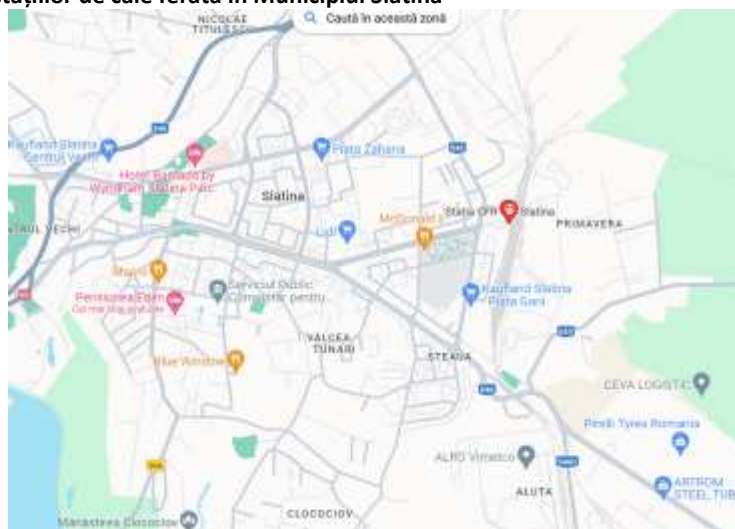 stațiilor de cale ferată în Municipiul Slatina
NICOLAE
TITULESCU
Caută în această zonă
Kaufland Slatina
Centrul Vechi
Hotel
by
Wyndham Slatina Parc
Piața Zahana
Slatina
Stația CFR Slatina
PRIMAVERA
McDonald's
Lidl
VECHI
Pensiunea Eden
Serviciul Public
Comunitar pentru
Kaufland Slatina
Piața Gării
VÂLCEA
TUNARI
STEAUA
Blue Window
CEVA LOGISTIC
Pirelli Tyres Romania
ALRO Vimetco
ARTROM
STEEL TUB
ALUTA
CLOCOCIOV
Mănăstirea Clocociov